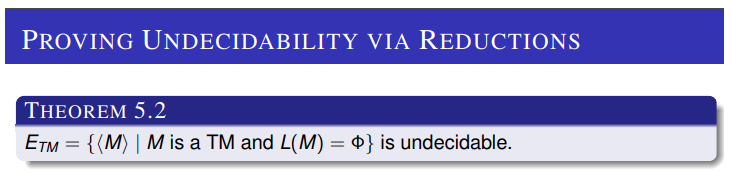 PROVING UNDECIDABILITY VIA REDUCTIONS
THEOREM 5.2
E_TM = {⟨M⟩ | M is a TM and L(M) = Φ} is undecidable.